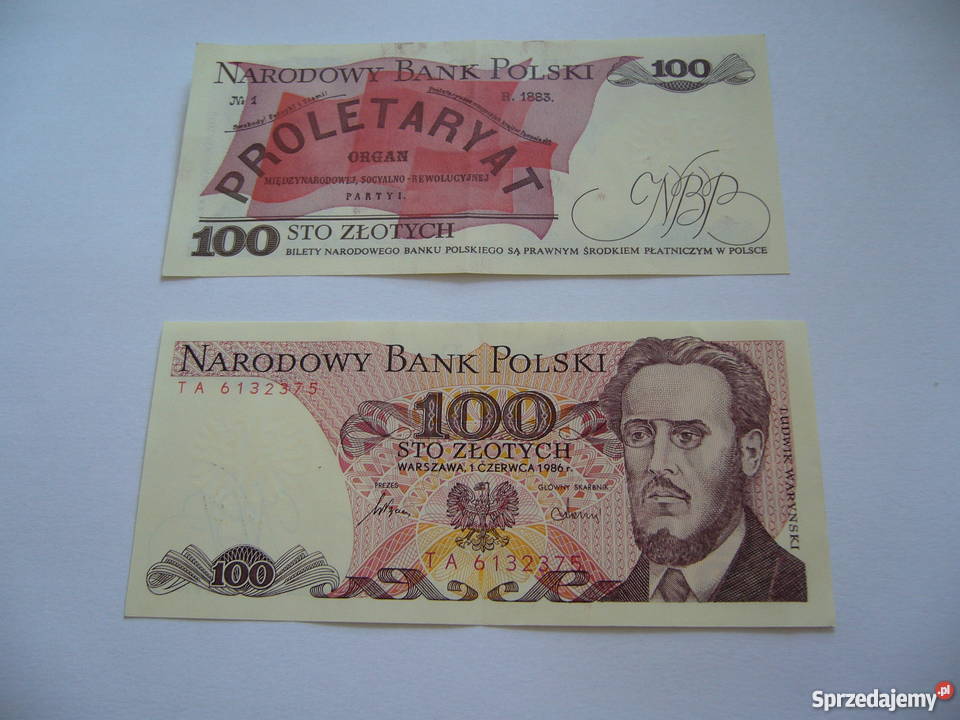 NARODOWY BANK POLSKI
100
№ 1
R. 1883.
PROLETARYAT
ORGAN
MIĘDZYNARODOWEJ, SOCYALNO-REWOLUCYJNEJ
PARTYI.
NBP
100 STO ZŁOTYCH
BILETY NARODOWEGO BANKU POLSKIEGO SĄ PRAWNYM ŚRODKIEM PŁATNICZYM W POLSCE
NARODOWY BANK POLSKI
TA 6132375
100
STO ZŁOTYCH
WARSZAWA, 1 CZERWCA 1986 r.
PREZES
GŁÓWNY SKARBNIK
LUDWIK WARYŃSKI
TA 6132375
100
Sprzedajemy.pl